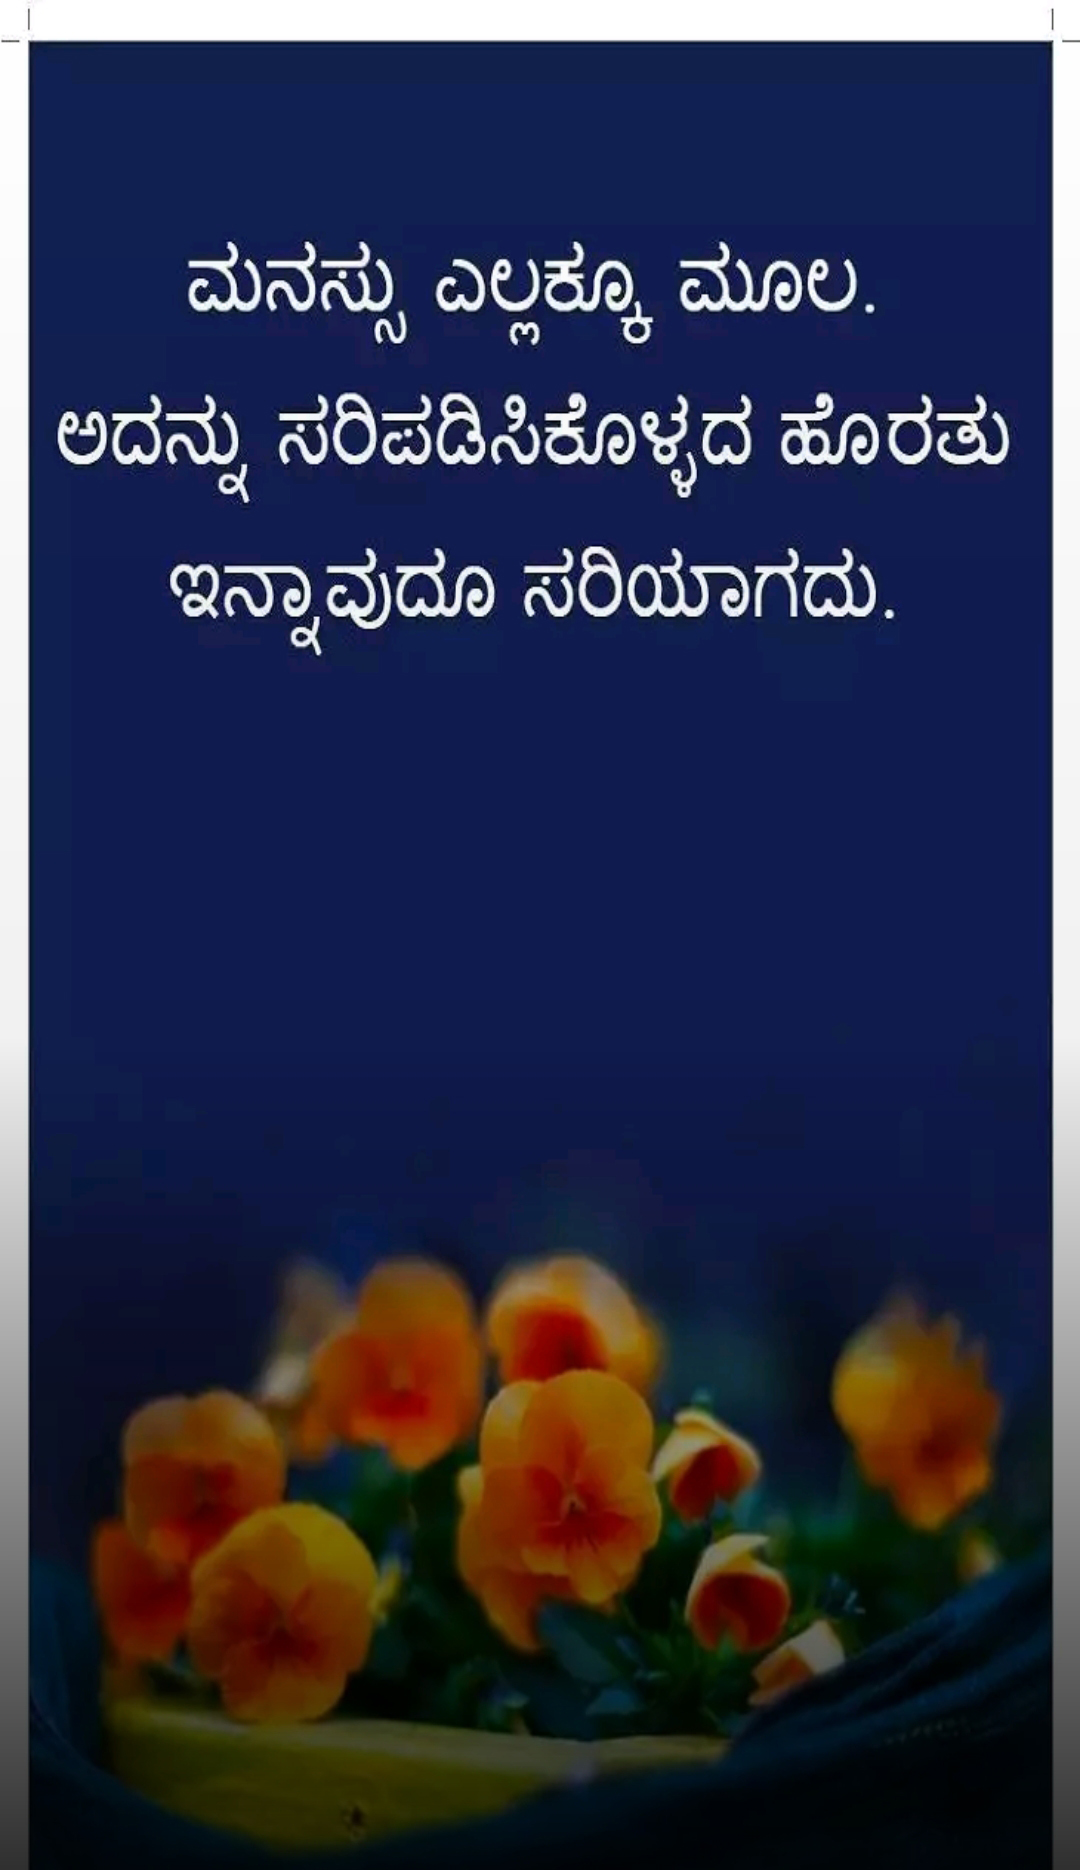 ಮನಸ್ಸು ಎಲ್ಲಕ್ಕೂ ಮೂಲ.
ಅದನ್ನು ಸರಿಪಡಿಸಿಕೊಳ್ಳದ ಹೊರತು
ಇನ್ನಾವುದೂ ಸರಿಯಾಗದು.